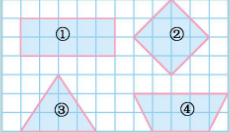 ① ②
③ ④